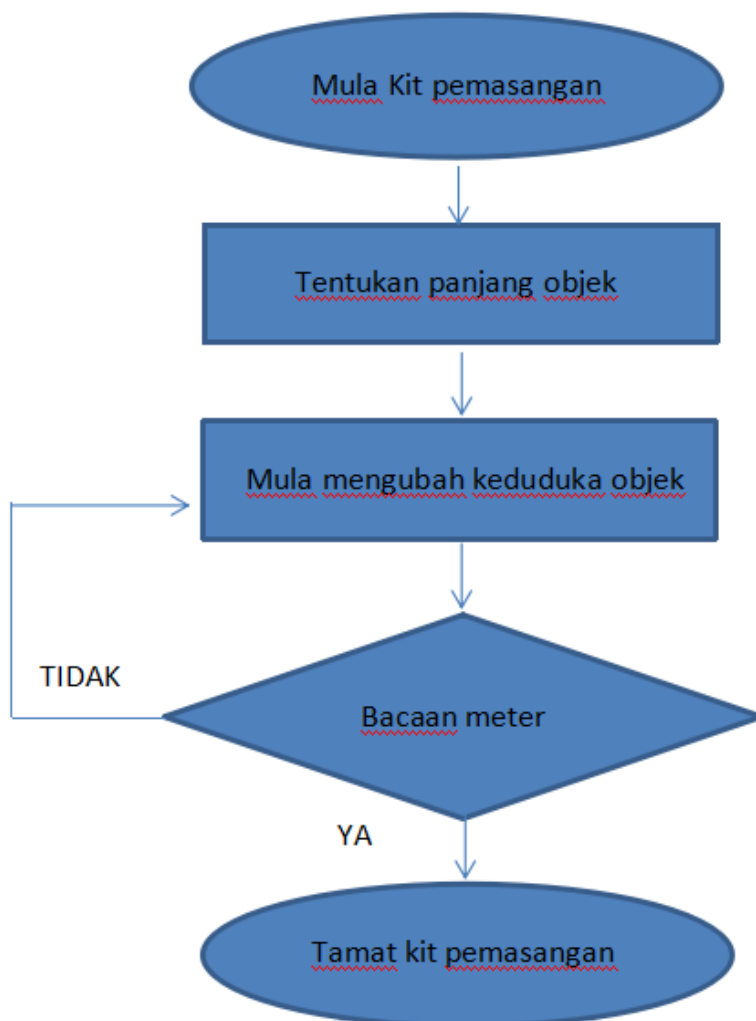 Mula Kit pemasangan
Tentukan panjang objek
Mula mengubah keduduka objek
TIDAK
Bacaan meter
YA
Tamat kit pemasangan